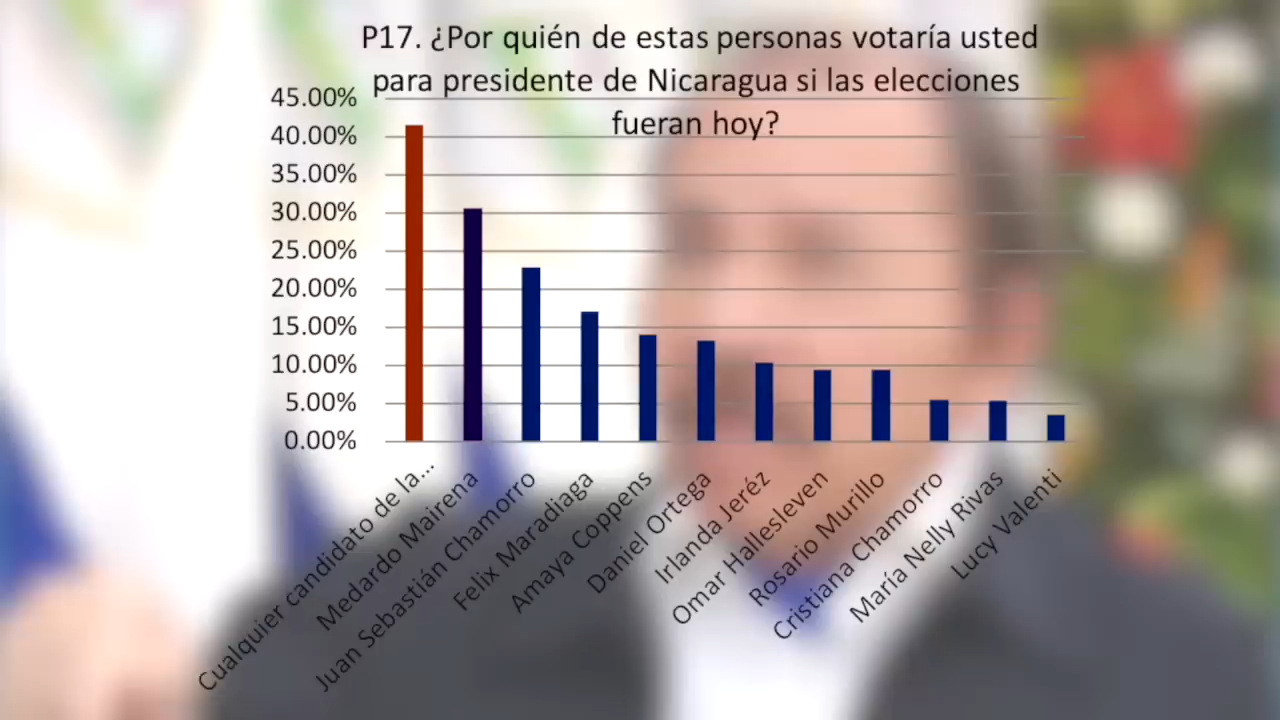 P17. ¿Por quién de estas personas votaría usted
para presidente de Nicaragua si las elecciones
fueran hoy?
45.00%
40.00%
35.00%
30.00%
25.00%
20.00%
15.00%
10.00%
5.00%
0.00%
Cualquier candidato de la...
Medardo Mairena
Juan Sebastián Chamorro
Felix Maradiaga
Amaya Coppens
Daniel Ortega
Irlanda Jeréz
Omar Hallesleven
Rosario Murillo
Cristiana Chamorro
María Nelly Rivas
Lucy Valenti